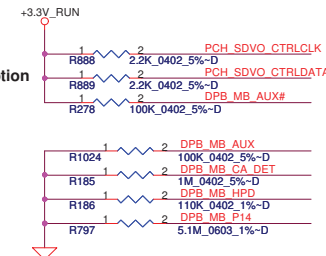 +3.3V_RUN
1 2 PCH_SDVO_CTRLCLK
R888 2.2K_0402_5%~D
ption 1 2 PCH_SDVO_CTRLDATA
R889 2.2K_0402_5%~D
1 2 DPB_MB_AUX#
R278 100K_0402_5%~D
1 2 DPB_MB_AUX
R1024 100K_0402_5%~D
1 2 DPB_MB_CA_DET
R185 1M_0402_5%~D
1 2 DPB_MB_HPD
R186 110K_0402_1%~D
1 2 DPB_MB_P14
R797 5.1M_0603_1%~D